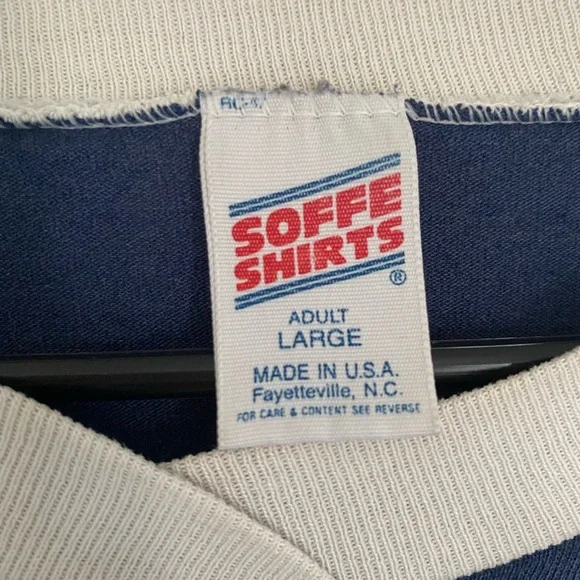 SOFFE
SHIRTS®
ADULT
LARGE
MADE IN U.S.A.
Fayetteville, N.C.
FOR CARE & CONTENT SEE REVERSE